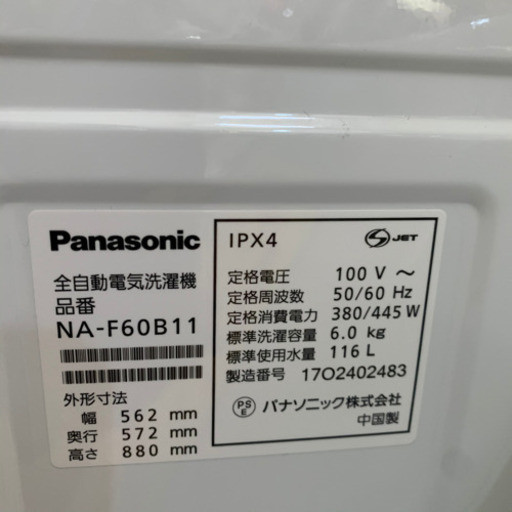 Panasonic
全自動電気洗濯機
品番
NA-F60B11
外形寸法
幅 562 mm
奥行 572 mm
高さ 880 mm
IPX4
S JET
定格電圧 100 V ～
定格周波数 50/60 Hz
定格消費電力 380/445 W
標準洗濯容量 6.0 kg
標準使用水量 116 L
製造番号 17O2402483
PSE パナソニック株式会社
中国製